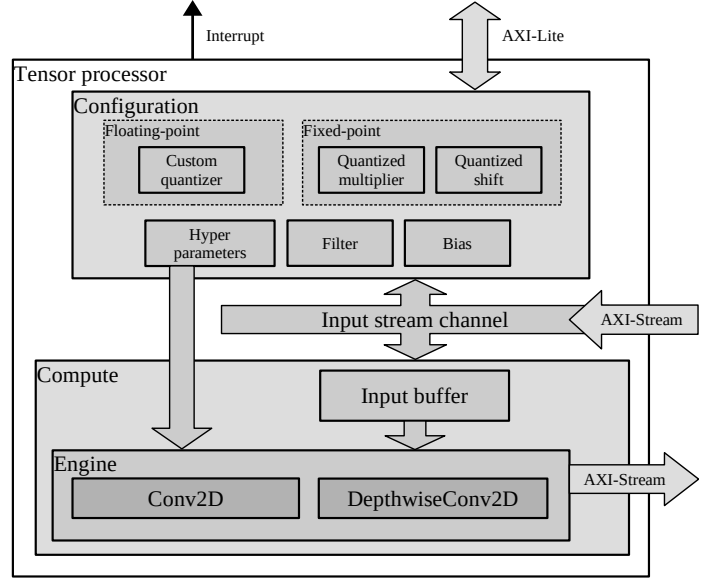 Interrupt
AXI-Lite
Tensor processor
Configuration
Floating-point
Fixed-point
Custom
quantizer
Quantized
multiplier
Quantized
shift
Hyper
parameters
Filter
Bias
Input stream channel
AXI-Stream
Compute
Input buffer
Engine
AXI-Stream
Conv2D
DepthwiseConv2D